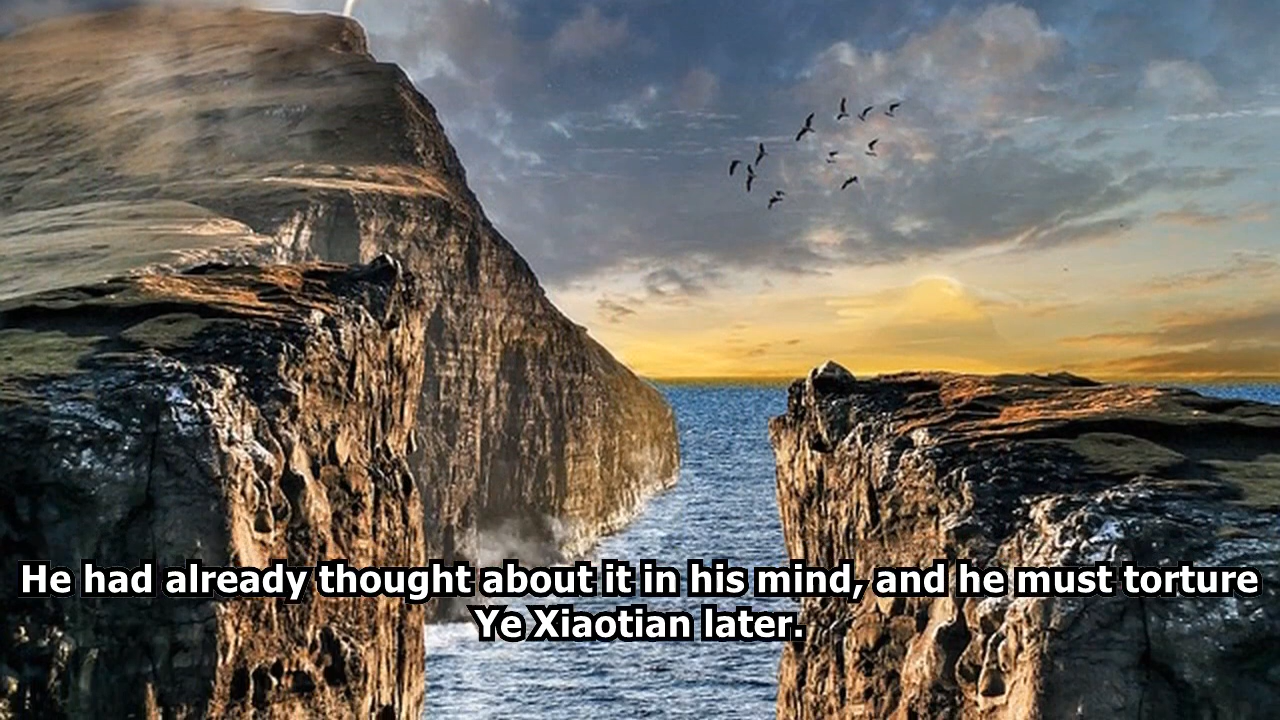 He had already thought about it in his mind, and he must torture
Ye Xiaotian later.